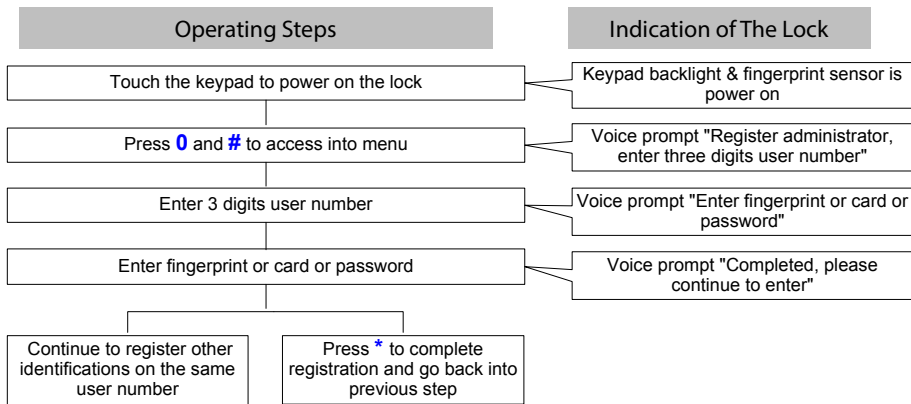 Operating Steps
Indication of The Lock
Touch the keypad to power on the lock
Keypad backlight & fingerprint sensor is
power on
Press 0 and # to access into menu
Voice prompt "Register administrator,
enter three digits user number"
Enter 3 digits user number
Voice prompt "Enter fingerprint or card or
password"
Enter fingerprint or card or password
Voice prompt "Completed, please
continue to enter"
Continue to register other
identifications on the same
user number
Press * to complete
registration and go back into
previous step